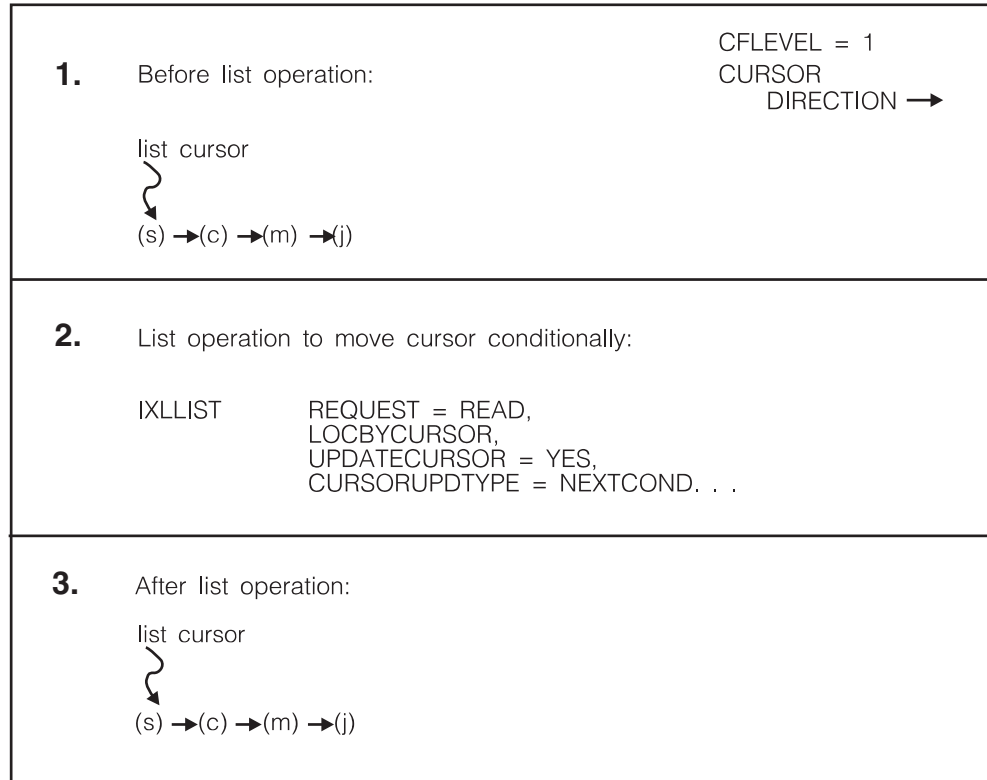 CFLEVEL = 1
1. Before list operation: CURSOR
DIRECTION →
list cursor
(s) →(c) →(m) →(j)
2. List operation to move cursor conditionally:
IXLLIST REQUEST = READ,
LOCBYCURSOR,
UPDATECURSOR = YES,
CURSORUPDTYPE = NEXTCOND. . .
3. After list operation:
list cursor
(s) →(c) →(m) →(j)